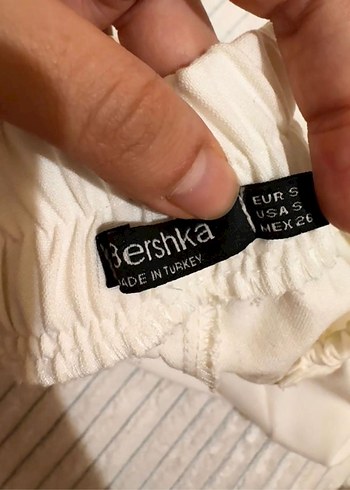 Bershka
MADE IN TURKEY
EUR S
USA S
MEX 26